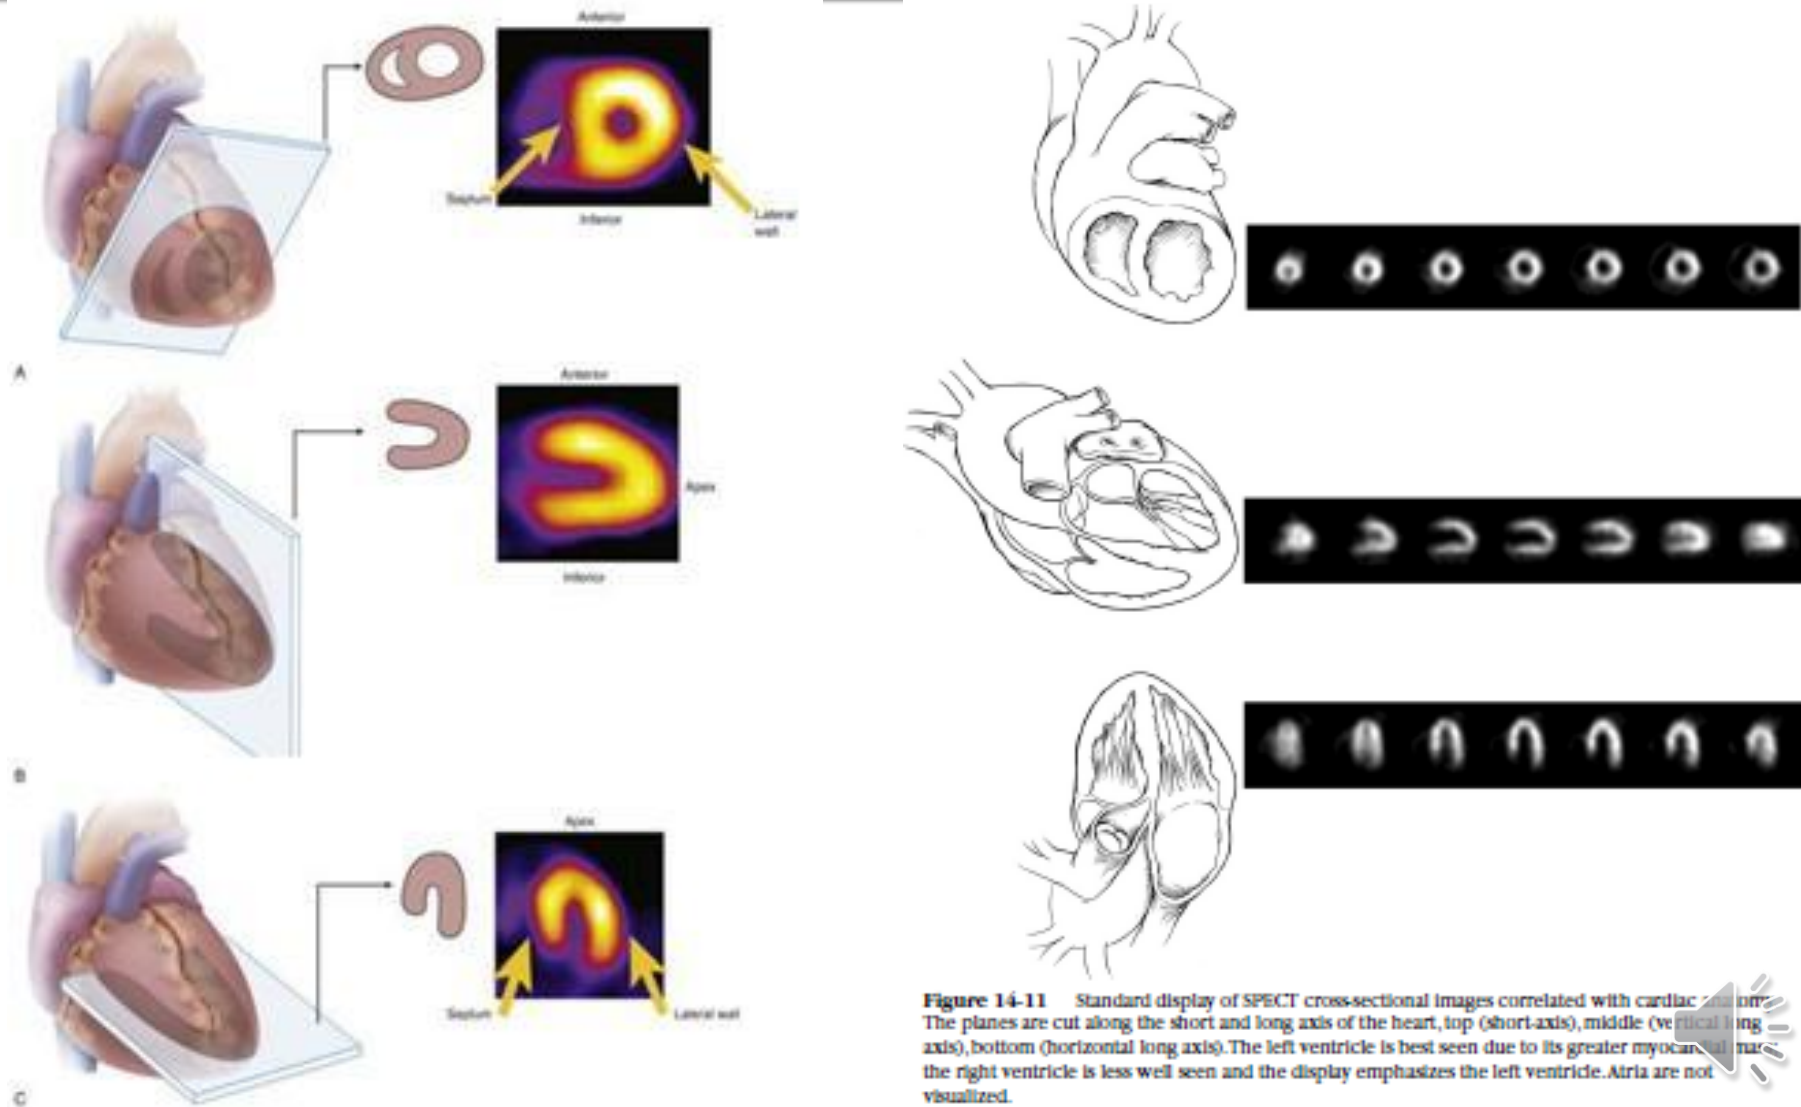 Anterior
Septum
Lateral
wall
Inferior
A
Anterior
Apex
Inferior
B
Apex
Septum
Lateral wall
C
Figure 14-11 Standard display of SPECT cross-sectional images correlated with cardiac
The planes are cut along the short and long axis of the heart, top (short-axis), middle (vertical long
axis), bottom (horizontal long axis). The left ventricle is best seen due to its greater myocardial
the right ventricle is less well seen and the display emphasizes the left ventricle. Atria are not
visualized.